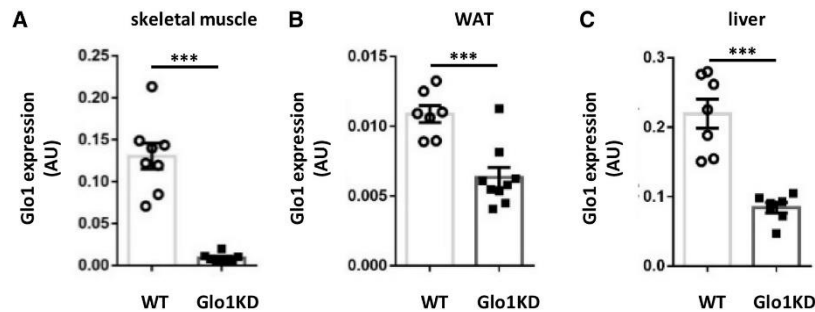 A skeletal muscle
Glo1 expression
(AU)
0.25
0.20
0.15
0.10
0.05
0.00
***
WT Glo1KD
B WAT
Glo1 expression
(AU)
0.015
0.010
0.005
0.000
***
WT Glo1KD
C liver
Glo1 expression
(AU)
0.3
0.2
0.1
0.0
***
WT Glo1KD